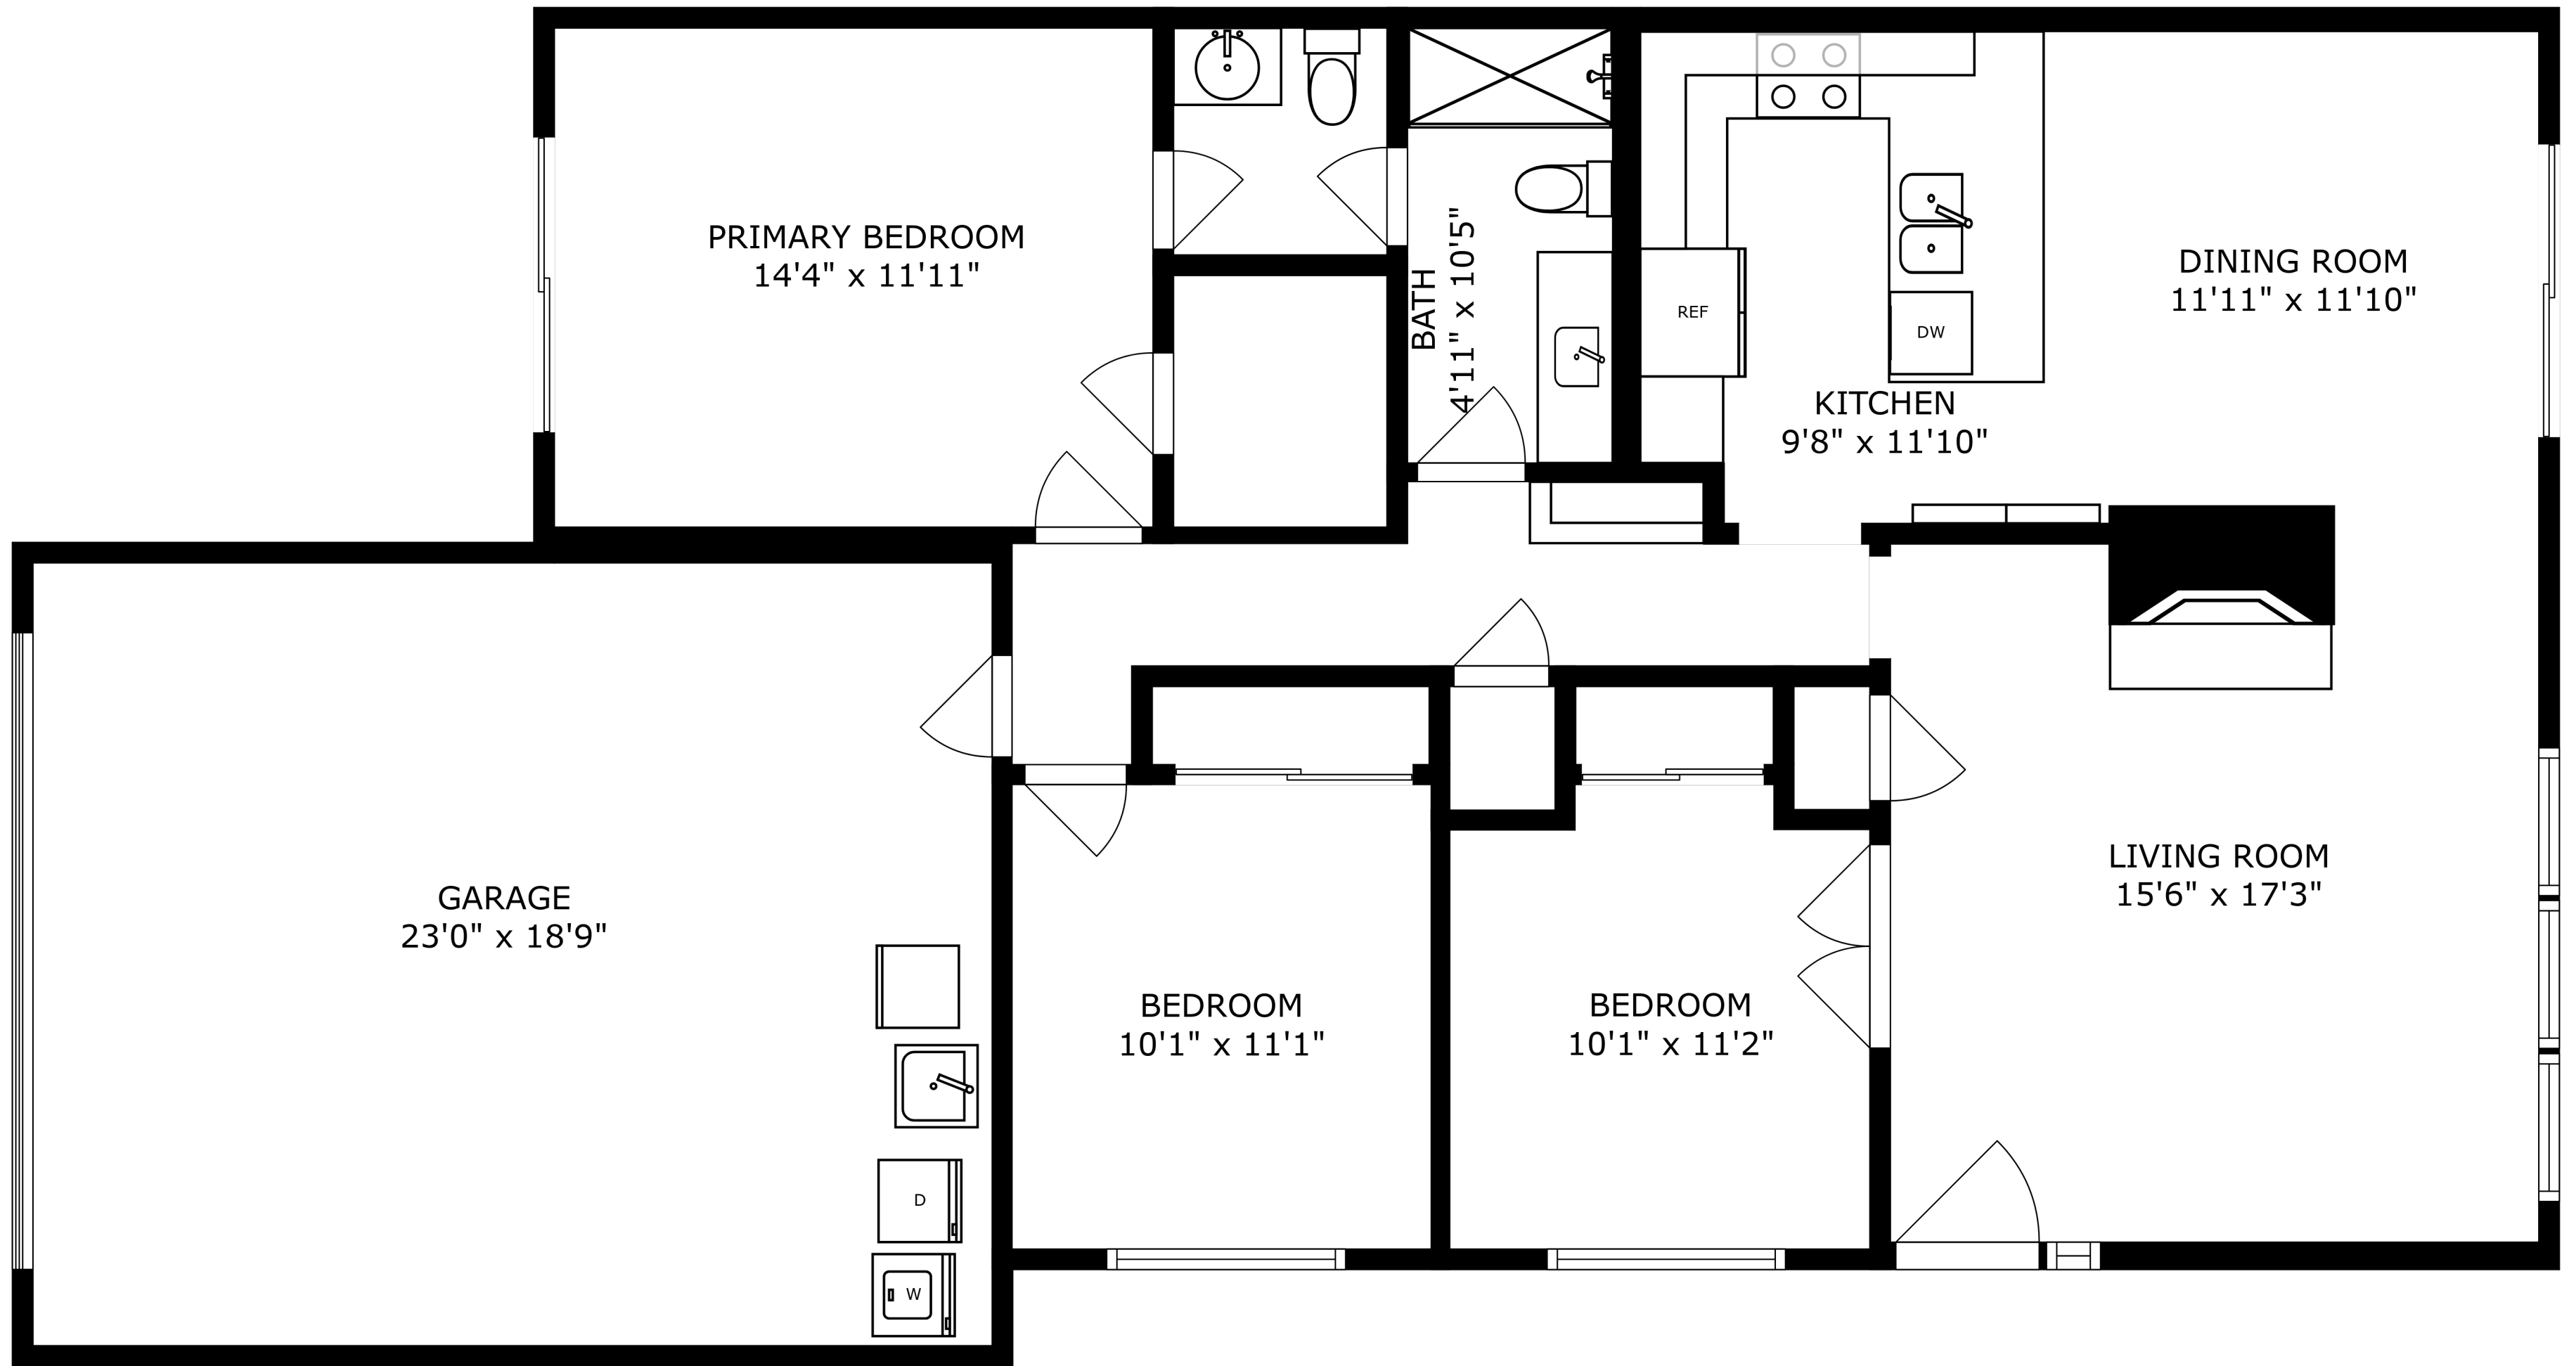 PRIMARY BEDROOM
14'4" x 11'11"
BATH
4'11" x 10'5"
REF
DW
KITCHEN
9'8" x 11'10"
DINING ROOM
11'11" x 11'10"
GARAGE
23'0" x 18'9"
BEDROOM
10'1" x 11'1"
BEDROOM
10'1" x 11'2"
LIVING ROOM
15'6" x 17'3"
D
W